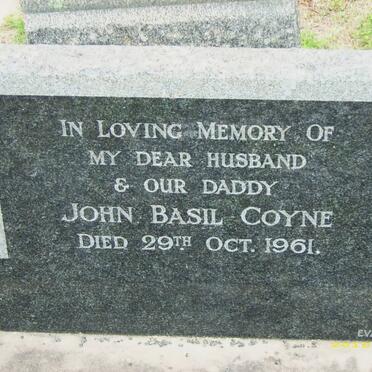 IN LOVING MEMORY OF
MY DEAR HUSBAND
& OUR DADDY
JOHN BASIL COYNE
DIED 29TH OCT. 1961.